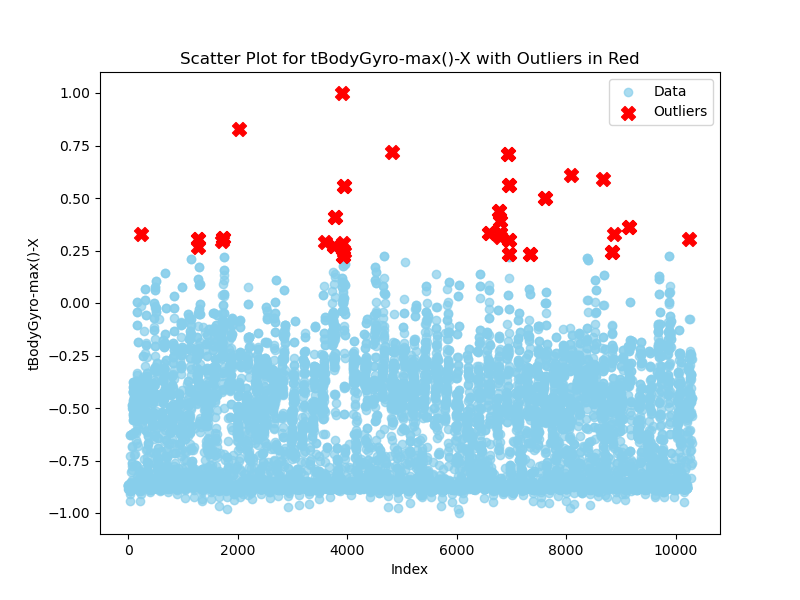 Scatter Plot for tBodyGyro-max()-X with Outliers in Red
Data
Outliers
tBodyGyro-max()-X
1.00
0.75
0.50
0.25
0.00
−0.25
−0.50
−0.75
−1.00
0 2000 4000 6000 8000 10000
Index